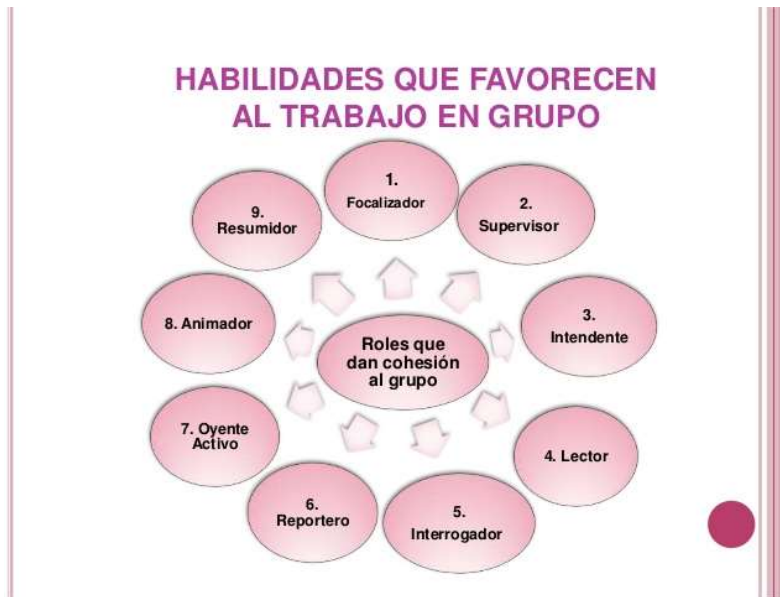 HABILIDADES QUE FAVORECEN
AL TRABAJO EN GRUPO
1.
Focalizador
2.
Supervisor
3.
Intendente
4. Lector
5.
Interrogador
6.
Reportero
7. Oyente
Activo
8. Animador
9.
Resumidor
Roles que
dan cohesión
al grupo